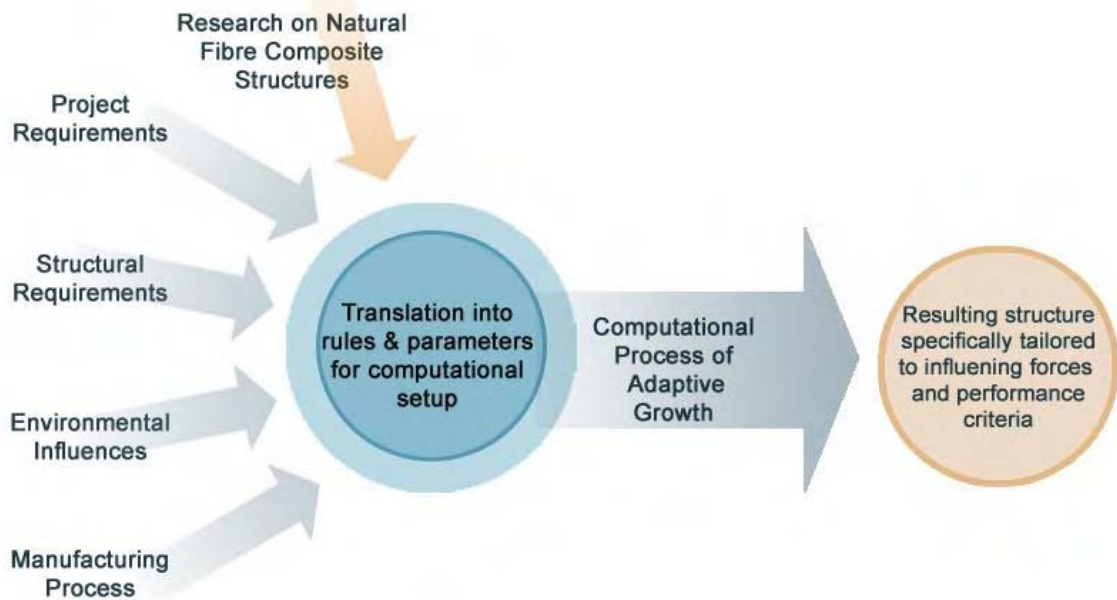 Research on Natural
Fibre Composite
Structures
Project
Requirements
Structural
Requirements
Environmental
Influences
Manufacturing
Process
Translation into
rules & parameters
for computational
setup
Computational
Process of
Adaptive
Growth
Resulting structure
specifically tailored
to influening forces
and performance
criteria